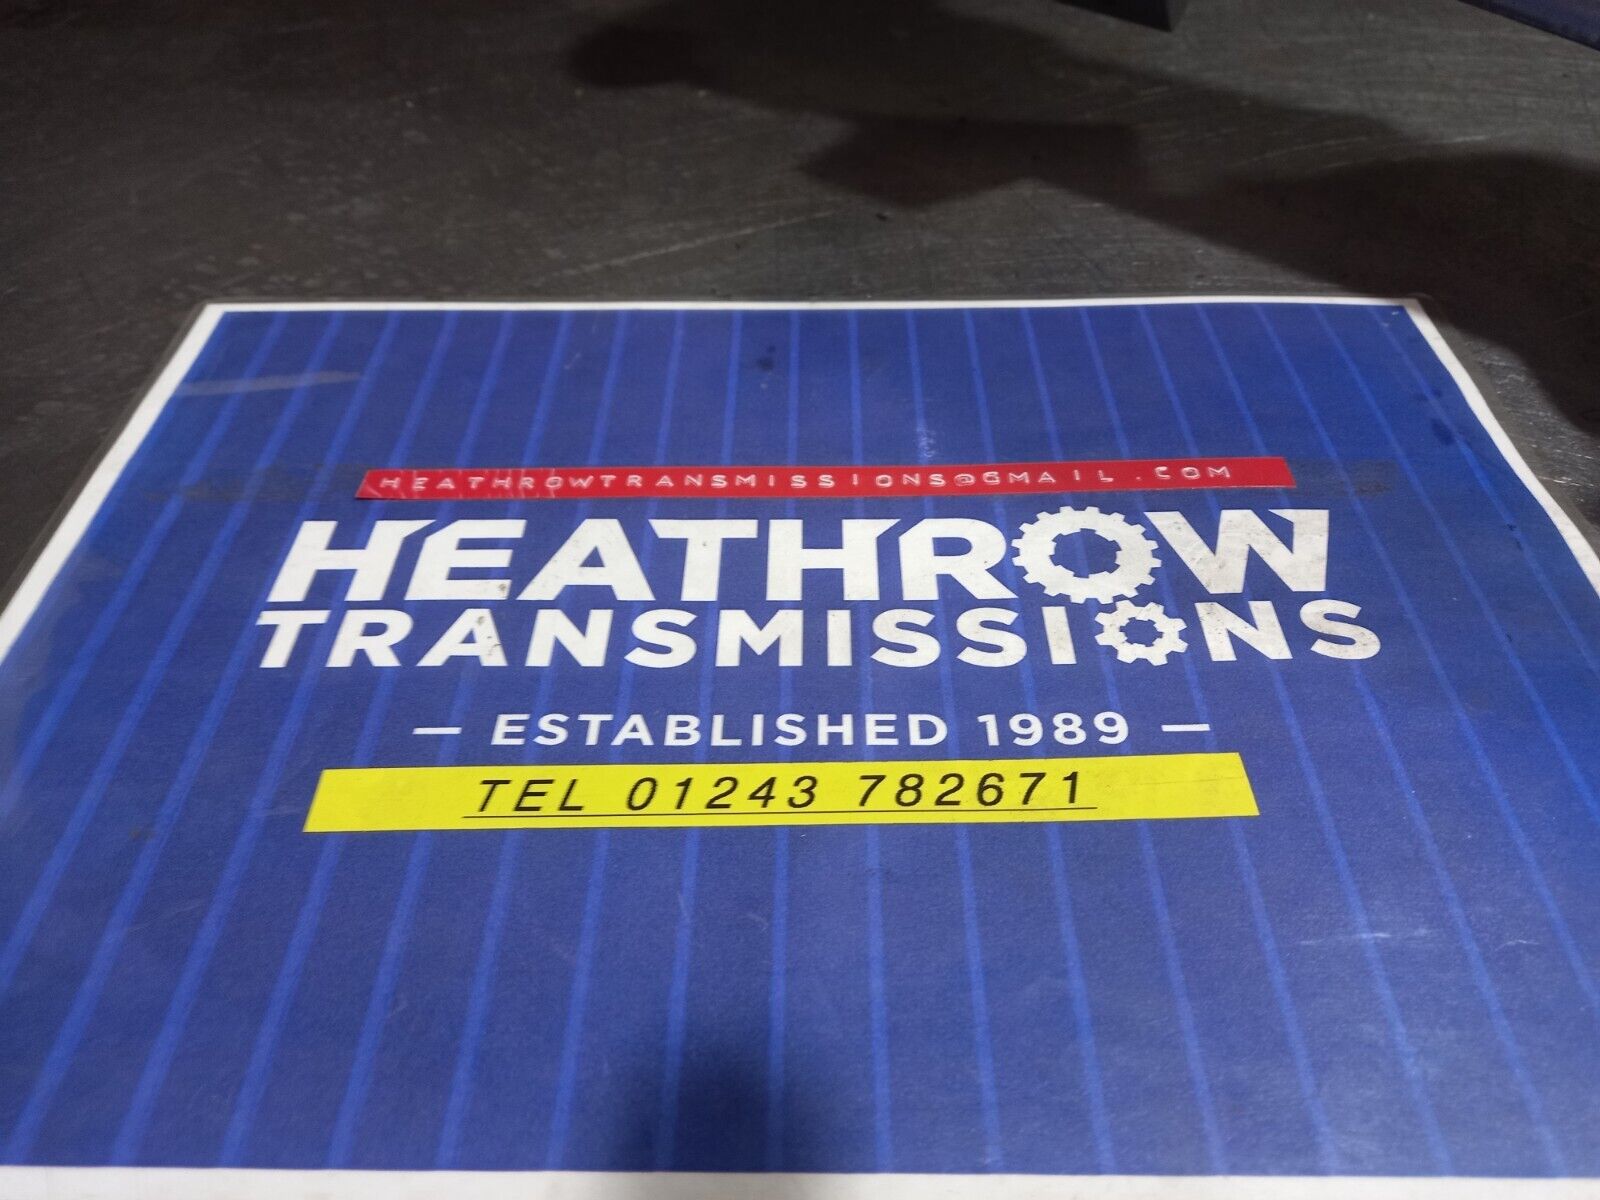 HEATHROWTRANSMISSIONS@GMAIL.COM
HEATHROW
TRANSMISSIONS
— ESTABLISHED 1989 —
TEL 01243 782671